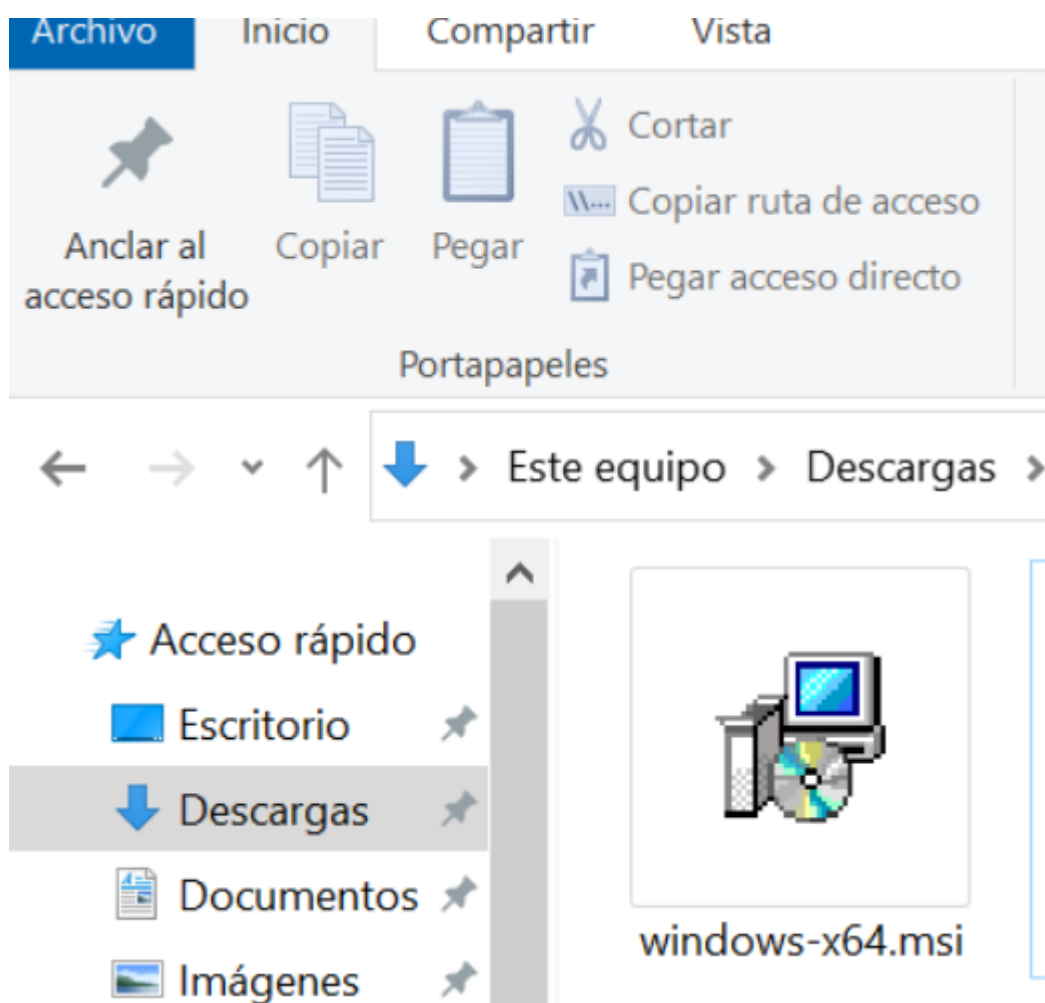 Archivo Inicio Compartir Vista
Cortar
Copiar ruta de acceso
Anclar al acceso rápido
Copiar
Pegar
Pegar acceso directo
Portapapeles
Este equipo > Descargas >
Acceso rápido
Escritorio
Descargas
Documentos
Imágenes
windows-x64.msi